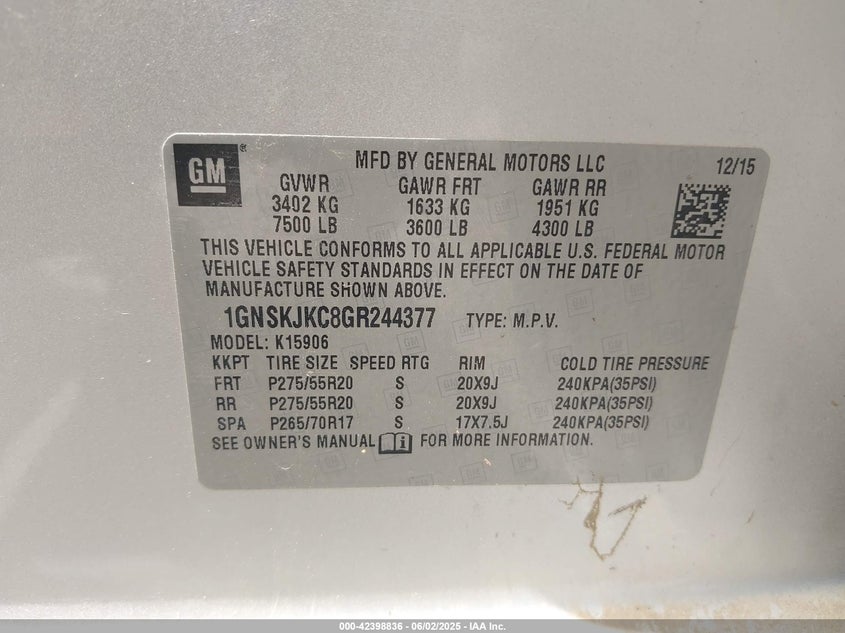 GM®
MFD BY GENERAL MOTORS LLC 12/15
GVWR GAWR FRT GAWR RR
3402 KG 1633 KG 1951 KG
7500 LB 3600 LB 4300 LB
THIS VEHICLE CONFORMS TO ALL APPLICABLE U.S. FEDERAL MOTOR
VEHICLE SAFETY STANDARDS IN EFFECT ON THE DATE OF
MANUFACTURE SHOWN ABOVE.
1GNSKJKC8GR244377 TYPE: M.P.V.
MODEL: K15906
KKPT TIRE SIZE SPEED RTG RIM COLD TIRE PRESSURE
FRT P275/55R20 S 20X9J 240KPA(35PSI)
RR P275/55R20 S 20X9J 240KPA(35PSI)
SPA P265/70R17 S 17X7.5J 240KPA(35PSI)
SEE OWNER'S MANUAL FOR MORE INFORMATION.
000-42398836 - 06/02/2025 - IAA Inc.